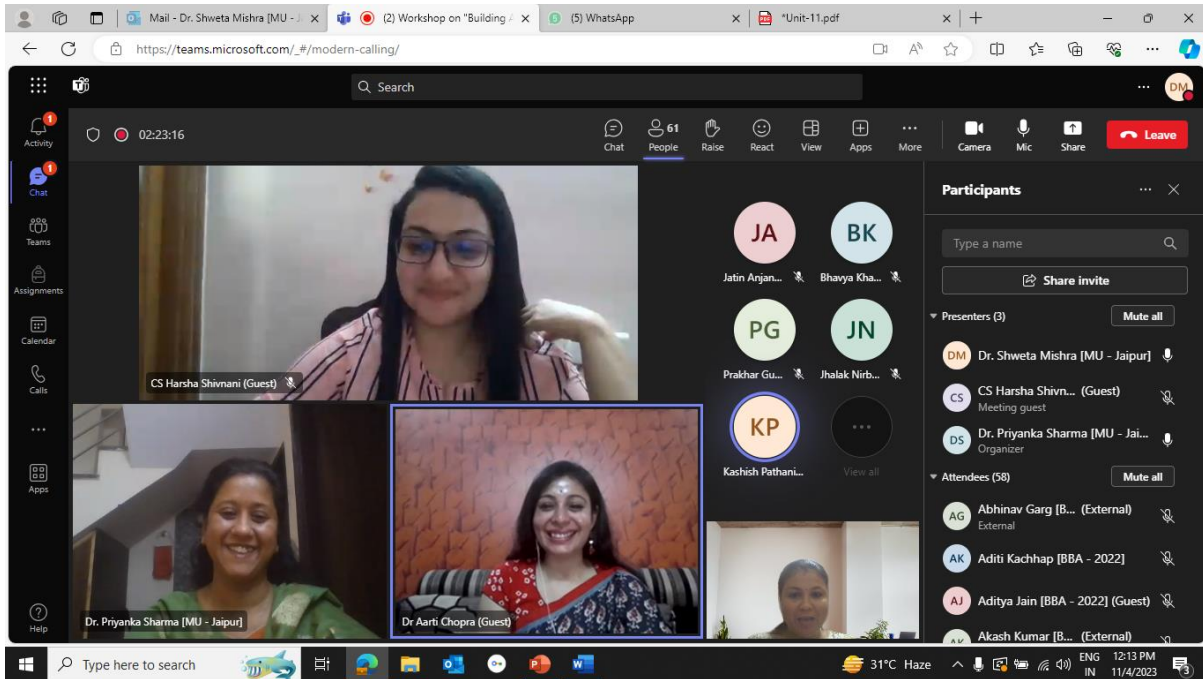 Mail - Dr. Shweta Mishra [MU - J
(2) Workshop on "Building A
(5) WhatsApp
*Unit-11.pdf
https://teams.microsoft.com/_#/modern-calling/
Search
DM
1
Activity
02:23:16
Chat
61
People
Raise
React
View
Apps
More
Camera
Mic
Share
Leave
1
Chat
Teams
Assignments
Calendar
Calls
Apps
Help
CS Harsha Shivnani (Guest)
Dr. Priyanka Sharma [MU - Jaipur]
Dr Aarti Chopra (Guest)
JA
Jatin Anjan...
BK
Bhavya Kha...
PG
Prakhar Gu...
JN
Jhalak Nirb...
KP
Kashish Pathani...
View all
Participants
Type a name
Share invite
Presenters (3)
Mute all
DM
Dr. Shweta Mishra [MU - Jaipur]
CS
CS Harsha Shivn... (Guest)
Meeting guest
DS
Dr. Priyanka Sharma [MU - Jai...
Organizer
Attendees (58)
Mute all
AG
Abhinav Garg [B... (External)
External
AK
Aditi Kachhap [BBA - 2022]
AJ
Aditya Jain [BBA - 2022] (Guest)
AK
Akash Kumar [B... (External)
Type here to search
31°C Haze
ENG
IN
12:13 PM
11/4/2023
3